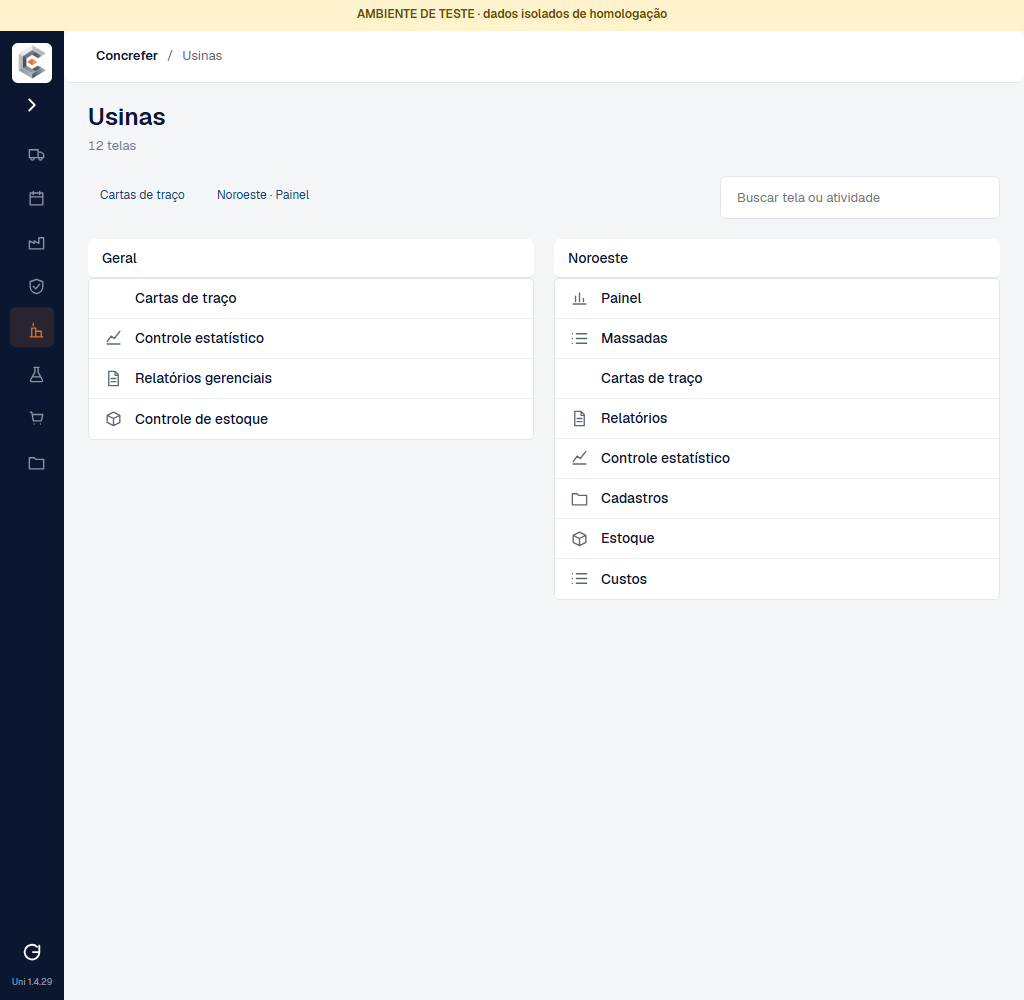 AMBIENTE DE TESTE · dados isolados de homologação
Concrefer / Usinas
Usinas
12 telas
Cartas de traço
Noroeste · Painel
Buscar tela ou atividade
Geral
Cartas de traço
Controle estatístico
Relatórios gerenciais
Controle de estoque
Noroeste
Painel
Massadas
Cartas de traço
Relatórios
Controle estatístico
Cadastros
Estoque
Custos
Uni 1.4.29